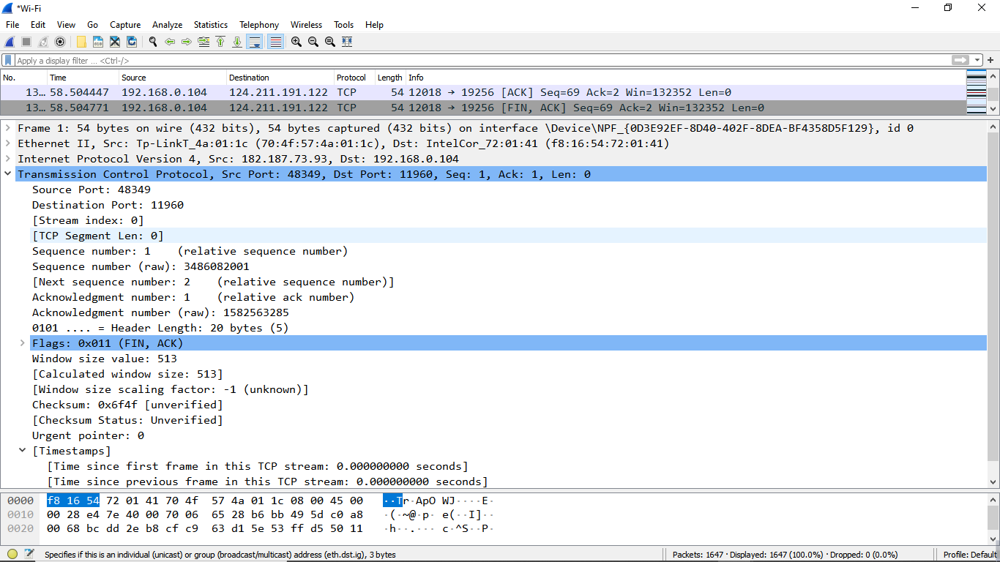 *Wi-Fi
File Edit View Go Capture Analyze Statistics Telephony Wireless Tools Help
Apply a display filter ... <Ctrl-/>
No. Time Source Destination Protocol Length Info
13... 58.504447 192.168.0.104 124.211.191.122 TCP 54 12018 → 19256 [ACK] Seq=69 Ack=2 Win=132352 Len=0
13... 58.504771 192.168.0.104 124.211.191.122 TCP 54 12018 → 19256 [FIN, ACK] Seq=69 Ack=2 Win=132352 Len=0
Frame 1: 54 bytes on wire (432 bits), 54 bytes captured (432 bits) on interface \Device\NPF_{0D3E92EF-8D40-402F-8DEA-BF4358D5F129}, id 0
Ethernet II, Src: Tp-LinkT_4a:01:1c (70:4f:57:4a:01:1c), Dst: IntelCor_72:01:41 (f8:16:54:72:01:41)
Internet Protocol Version 4, Src: 182.187.73.93, Dst: 192.168.0.104
Transmission Control Protocol, Src Port: 48349, Dst Port: 11960, Seq: 1, Ack: 1, Len: 0
Source Port: 48349
Destination Port: 11960
[Stream index: 0]
[TCP Segment Len: 0]
Sequence number: 1 (relative sequence number)
Sequence number (raw): 3486082001
[Next sequence number: 2 (relative sequence number)]
Acknowledgment number: 1 (relative ack number)
Acknowledgment number (raw): 1582563285
0101 .... = Header Length: 20 bytes (5)
Flags: 0x011 (FIN, ACK)
Window size value: 513
[Calculated window size: 513]
[Window size scaling factor: -1 (unknown)]
Checksum: 0x6f4f [unverified]
[Checksum Status: Unverified]
Urgent pointer: 0
[Timestamps]
[Time since first frame in this TCP stream: 0.000000000 seconds]
[Time since previous frame in this TCP stream: 0.000000000 seconds]
0000 f8 16 54 72 01 41 70 4f 57 4a 01 1c 08 00 45 00 ··Tr·ApO WJ····E·
0010 00 28 e4 7e 40 00 70 06 65 28 b6 bb 49 5d c0 a8 ·(·~@·p· e(··I]··
0020 00 68 bc dd 2e b8 cf c9 63 d1 5e 53 ff d5 50 11 ·h··.··· c·^S··P·
Specifies if this is an individual (unicast) or group (broadcast/multicast) address (eth.dst.ig), 3 bytes Packets: 1647 · Displayed: 1647 (100.0%) · Dropped: 0 (0.0%) Profile: Default